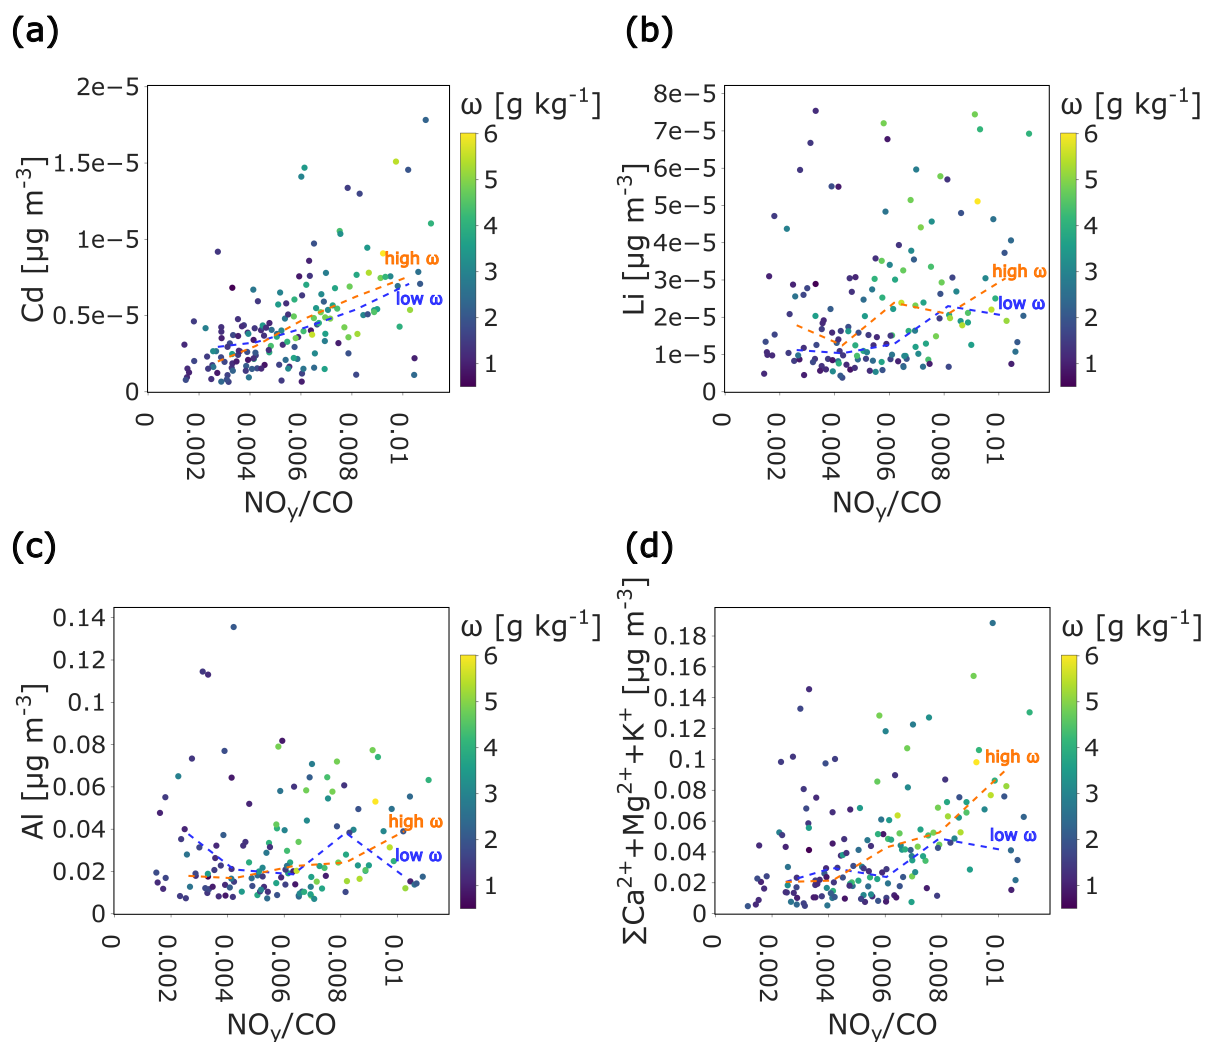 (a)
(b)
Cd [µg m-3]
2e−5
1.5e−5
1e−5
0.5e−5
0
0
0.002
0.004
0.006
0.008
0.01
NOy/CO
high ω
low ω
ω [g kg-1]
6
5
4
3
2
1
Li [µg m-3]
8e−5
7e−5
6e−5
5e−5
4e−5
3e−5
2e−5
1e−5
0
0
0.002
0.004
0.006
0.008
0.01
NOy/CO
high ω
low ω
ω [g kg-1]
6
5
4
3
2
1
(c)
(d)
Al [µg m-3]
0.14
0.12
0.1
0.08
0.06
0.04
0.02
0
0
0.002
0.004
0.006
0.008
0.01
NOy/CO
high ω
low ω
ω [g kg-1]
6
5
4
3
2
1
ΣCa2++Mg2++K+ [µg m-3]
0.18
0.16
0.14
0.12
0.1
0.08
0.06
0.04
0.02
0
0
0.002
0.004
0.006
0.008
0.01
NOy/CO
high ω
low ω
ω [g kg-1]
6
5
4
3
2
1